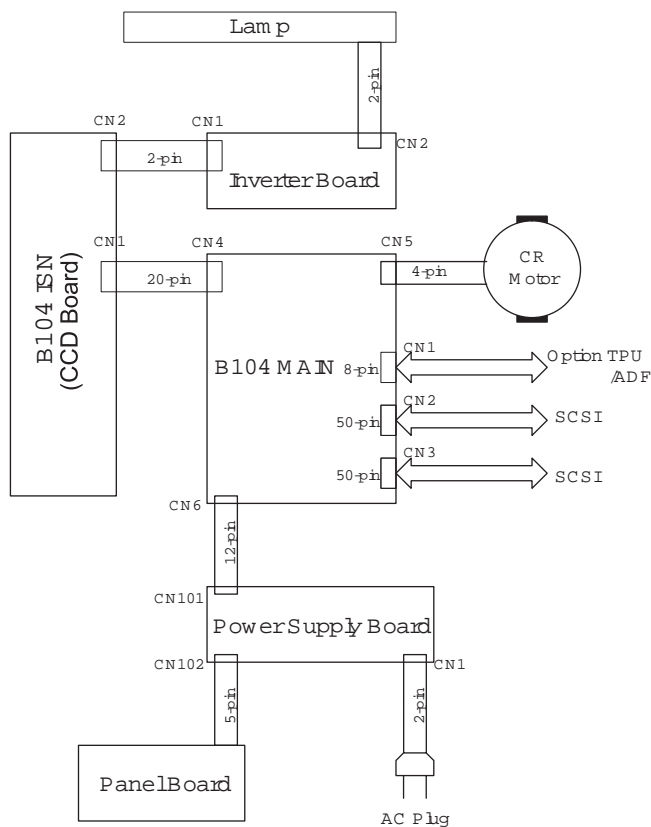 Lamp
2-pin
CN2
CN1
CN2
2-pin
Inverter Board
CN1
CN4
CN5
20-pin
4-pin
CR
Motor
B104 ISN
(CCD Board)
B104 MAIN
8-pin
CN1
Option TPU
/ADF
CN2
50-pin
SCSI
CN3
50-pin
SCSI
CN6
12-pin
CN101
Power Supply Board
CN102
CN1
5-pin
2-pin
Panel Board
AC Plug